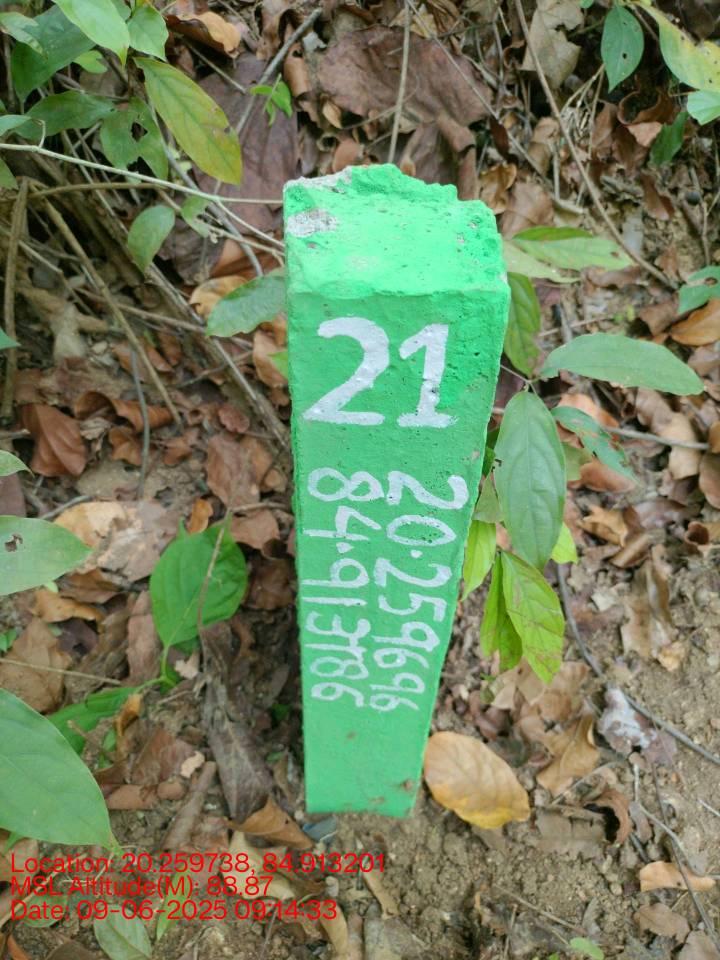 21
20.259696
84.913786
Location: 20.259738, 84.913201
MSL Altitude(M): 88.87
Date: 09-06-2025 09:14:33